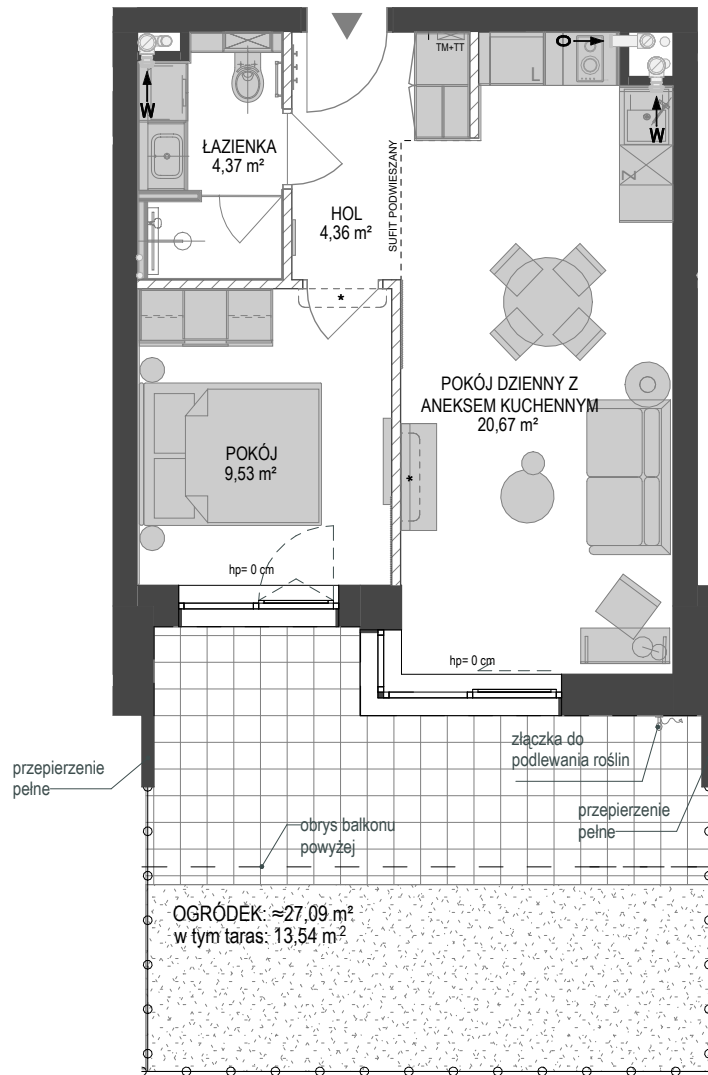 TM+TT
O
L
W
W
ŁAZIENKA
4,37 m²
SUFIT PODWIESZANY
Z
HOL
4,36 m²
*
POKÓJ DZIENNY Z
ANEKSEM KUCHENNYM
20,67 m²
POKÓJ
9,53 m²
*
hp= 0 cm
hp= 0 cm
złączka do
podlewania roślin
przepierzenie
pełne
przepierzenie
pełne
obrys balkonu
powyżej
OGRÓDEK: ≈27,09 m²
w tym taras: 13,54 m²